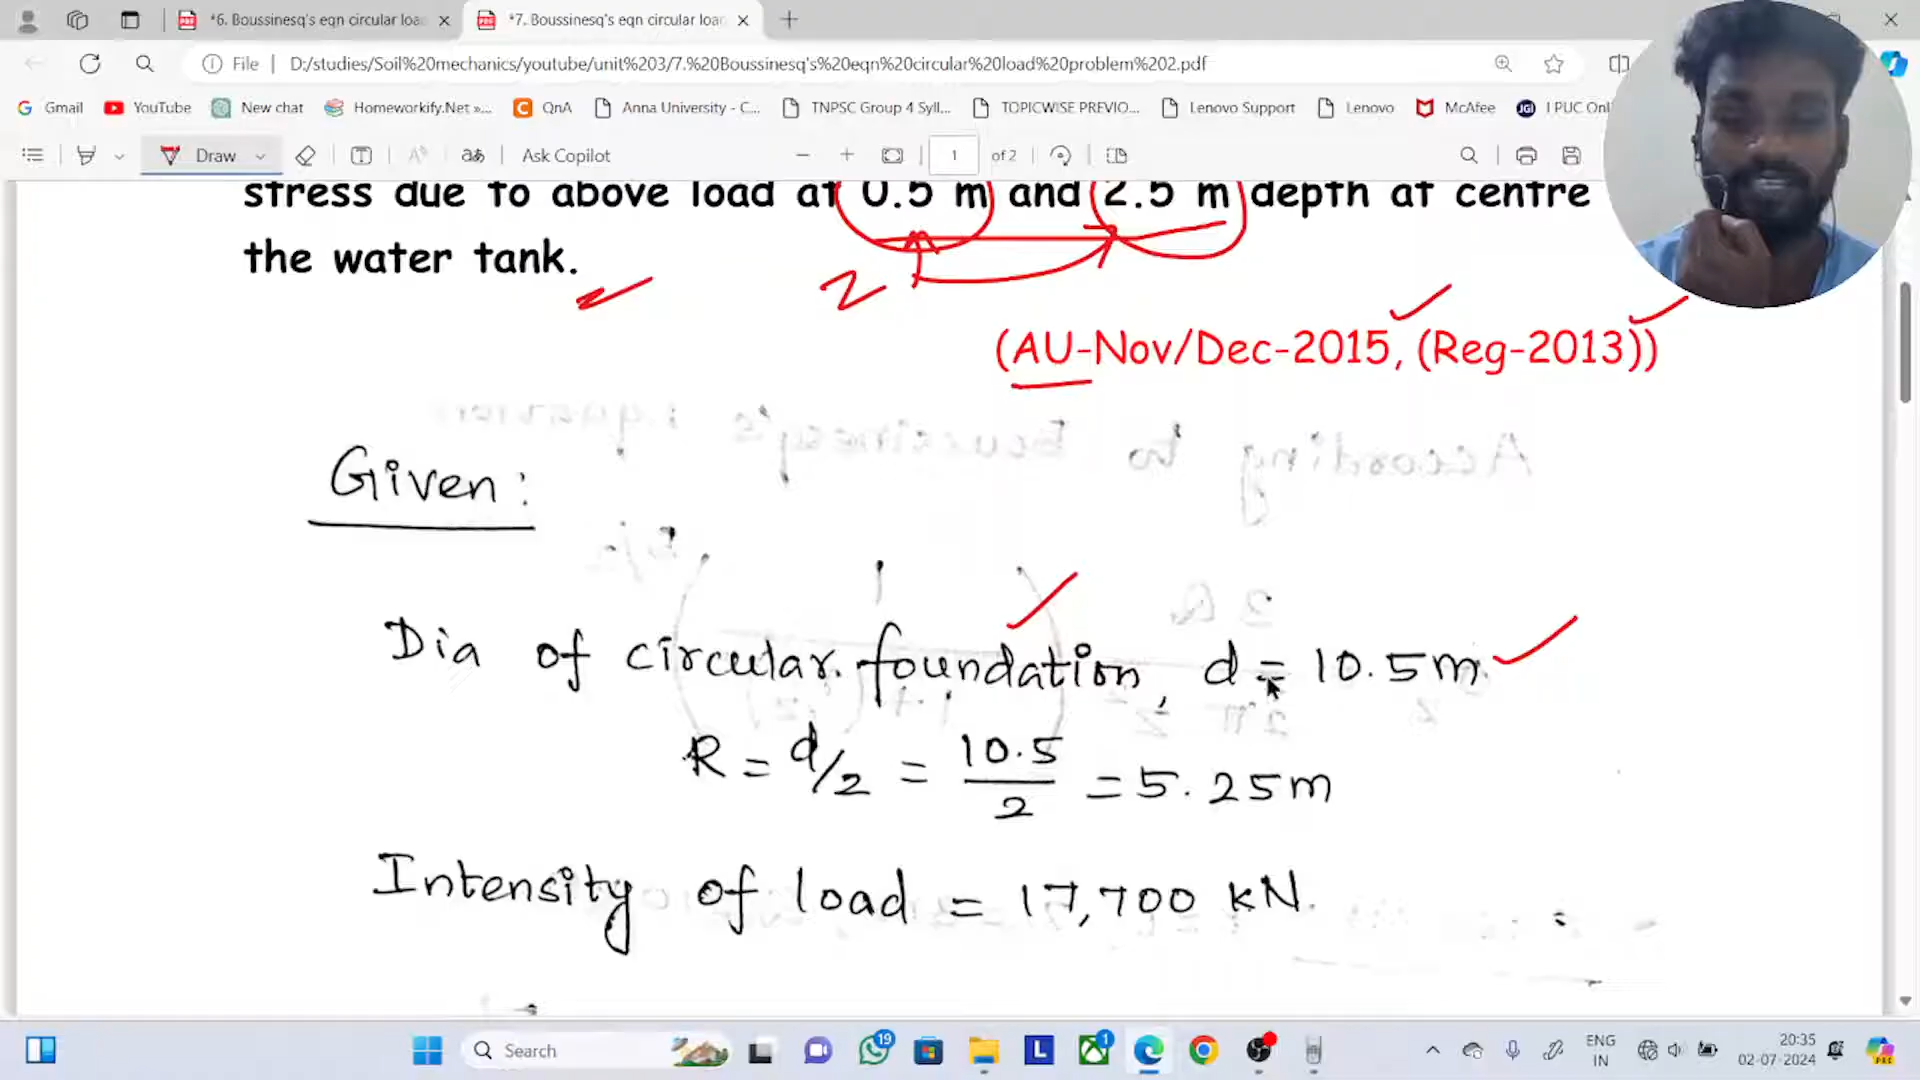 *6. Boussinesq's eqn circular loa
*7. Boussinesq's eqn circular loa
File
D:/studies/Soil%20mechanics/youtube/unit%203/7.%20Boussinesq's%20eqn%20circular%20load%20problem%202.pdf
Gmail
YouTube
New chat
Homeworkify.Net »...
QnA
Anna University - C...
TNPSC Group 4 Syll...
TOPICWISE PREVIO...
Lenovo Support
Lenovo
McAfee
I PUC Onl
Draw
Ask Copilot
1 of 2
stress due to above load at 0.5 m and 2.5 m depth at centre
the water tank.
Z
(AU-Nov/Dec-2015, (Reg-2013))
Given:
Dia of circular foundation, d = 10.5m
R = d/2 = 10.5/2 = 5.25m
Intensity of load = 17,700 kN.
Search
19
1
ENG
IN
20:35
02-07-2024